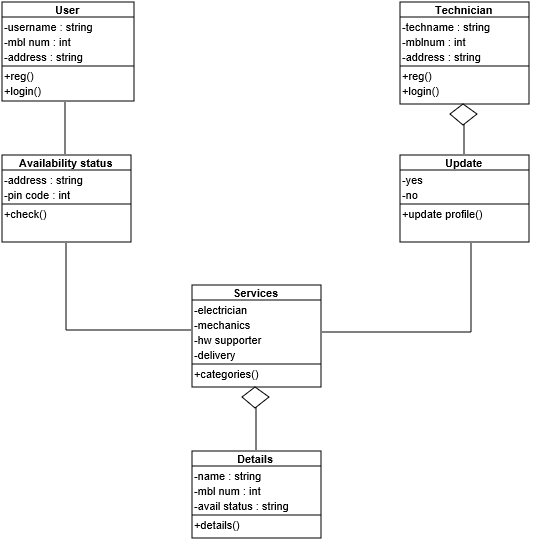 User
-username : string
-mbl num : int
-address : string
+reg()
+login()
Technician
-techname : string
-mblnum : int
-address : string
+reg()
+login()
Availability status
-address : string
-pin code : int
+check()
Update
-yes
-no
+update profile()
Services
-electrician
-mechanics
-hw supporter
-delivery
+categories()
Details
-name : string
-mbl num : int
-avail status : string
+details()